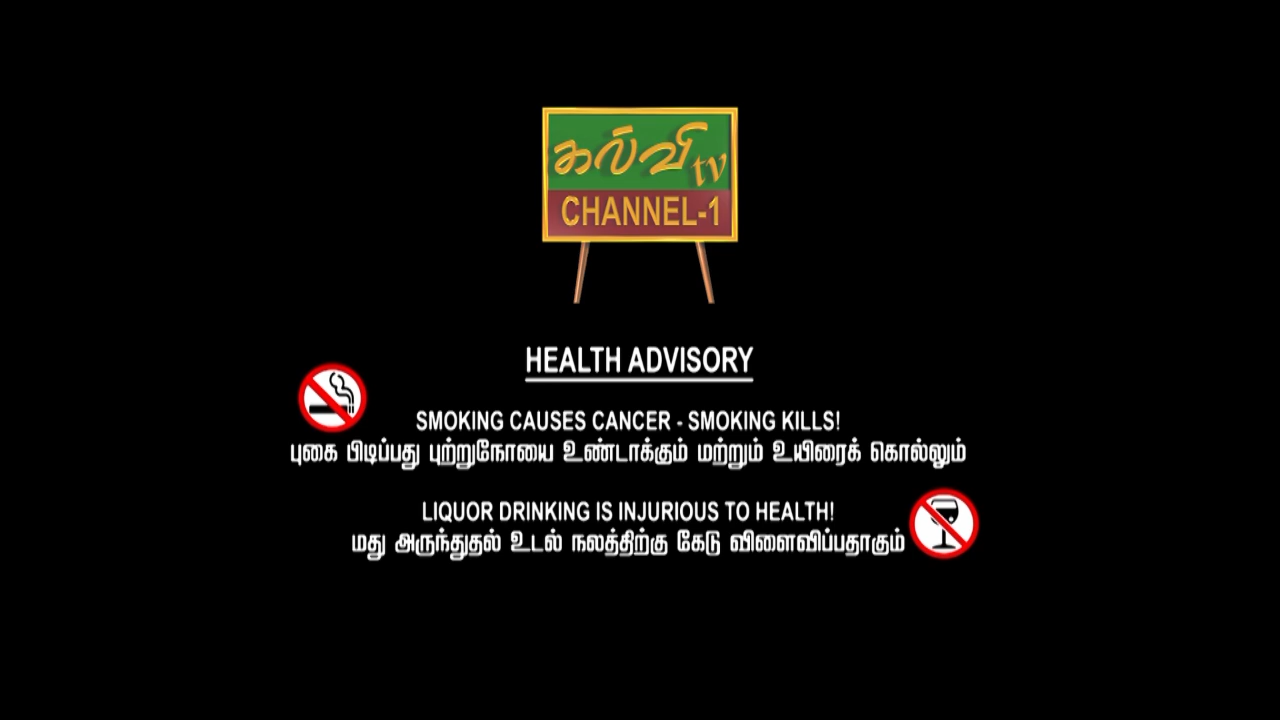 கல்வி tv
CHANNEL-1
HEALTH ADVISORY
SMOKING CAUSES CANCER - SMOKING KILLS!
புகை பிடிப்பது புற்றுநோயை உண்டாக்கும் மற்றும் உயிரைக் கொல்லும்
LIQUOR DRINKING IS INJURIOUS TO HEALTH!
மது அருந்துதல் உடல் நலத்திற்கு கேடு விளைவிப்பதாகும்